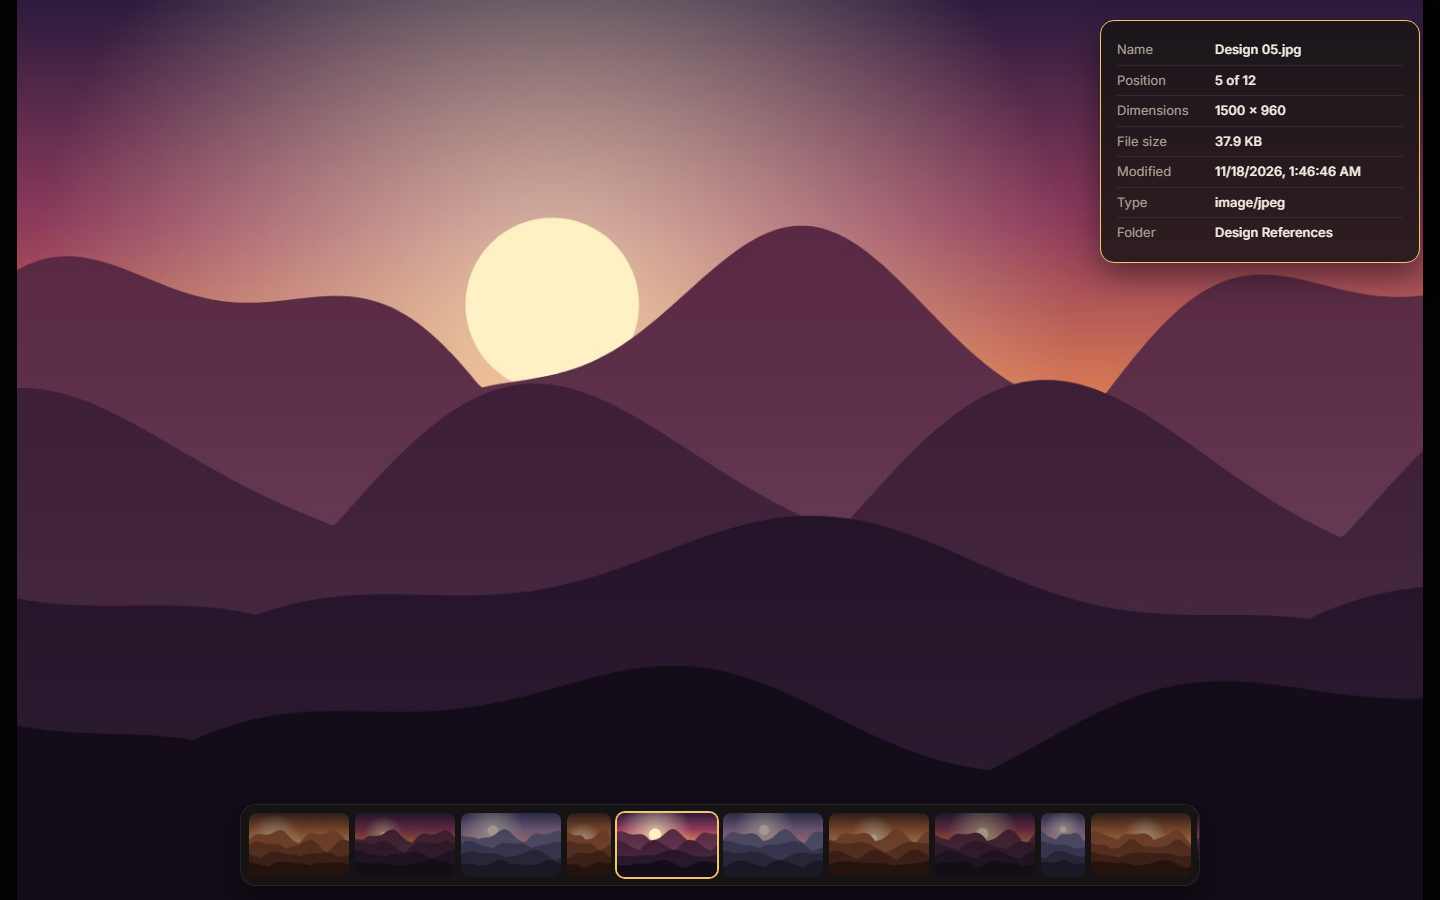 Name Design 05.jpg
Position 5 of 12
Dimensions 1500 × 960
File size 37.9 KB
Modified 11/18/2026, 1:46:46 AM
Type image/jpeg
Folder Design References